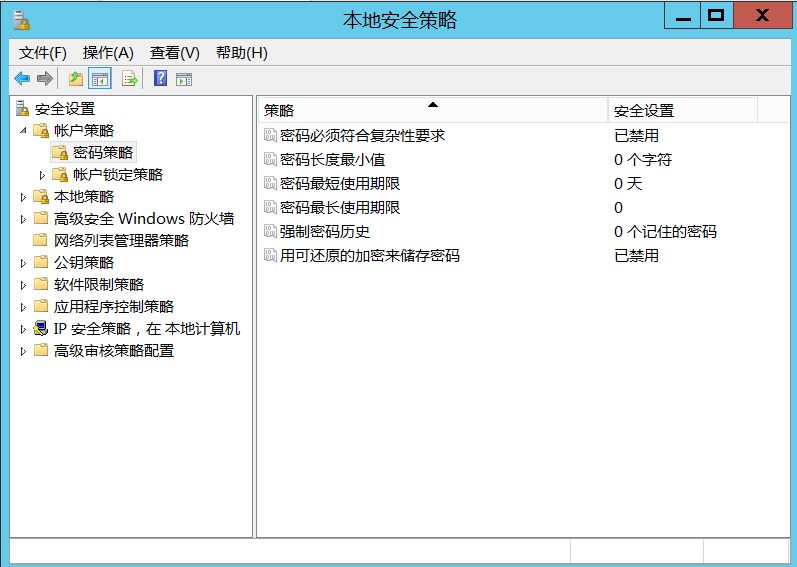 本地安全策略
文件(F) 操作(A) 查看(V) 帮助(H)
安全设置
帐户策略
密码策略
帐户锁定策略
本地策略
高级安全 Windows 防火墙
网络列表管理器策略
公钥策略
软件限制策略
应用程序控制策略
IP 安全策略，在 本地计算机
高级审核策略配置
策略 安全设置
密码必须符合复杂性要求 已禁用
密码长度最小值 0 个字符
密码最短使用期限 0 天
密码最长使用期限 0
强制密码历史 0 个记住的密码
用可还原的加密来储存密码 已禁用